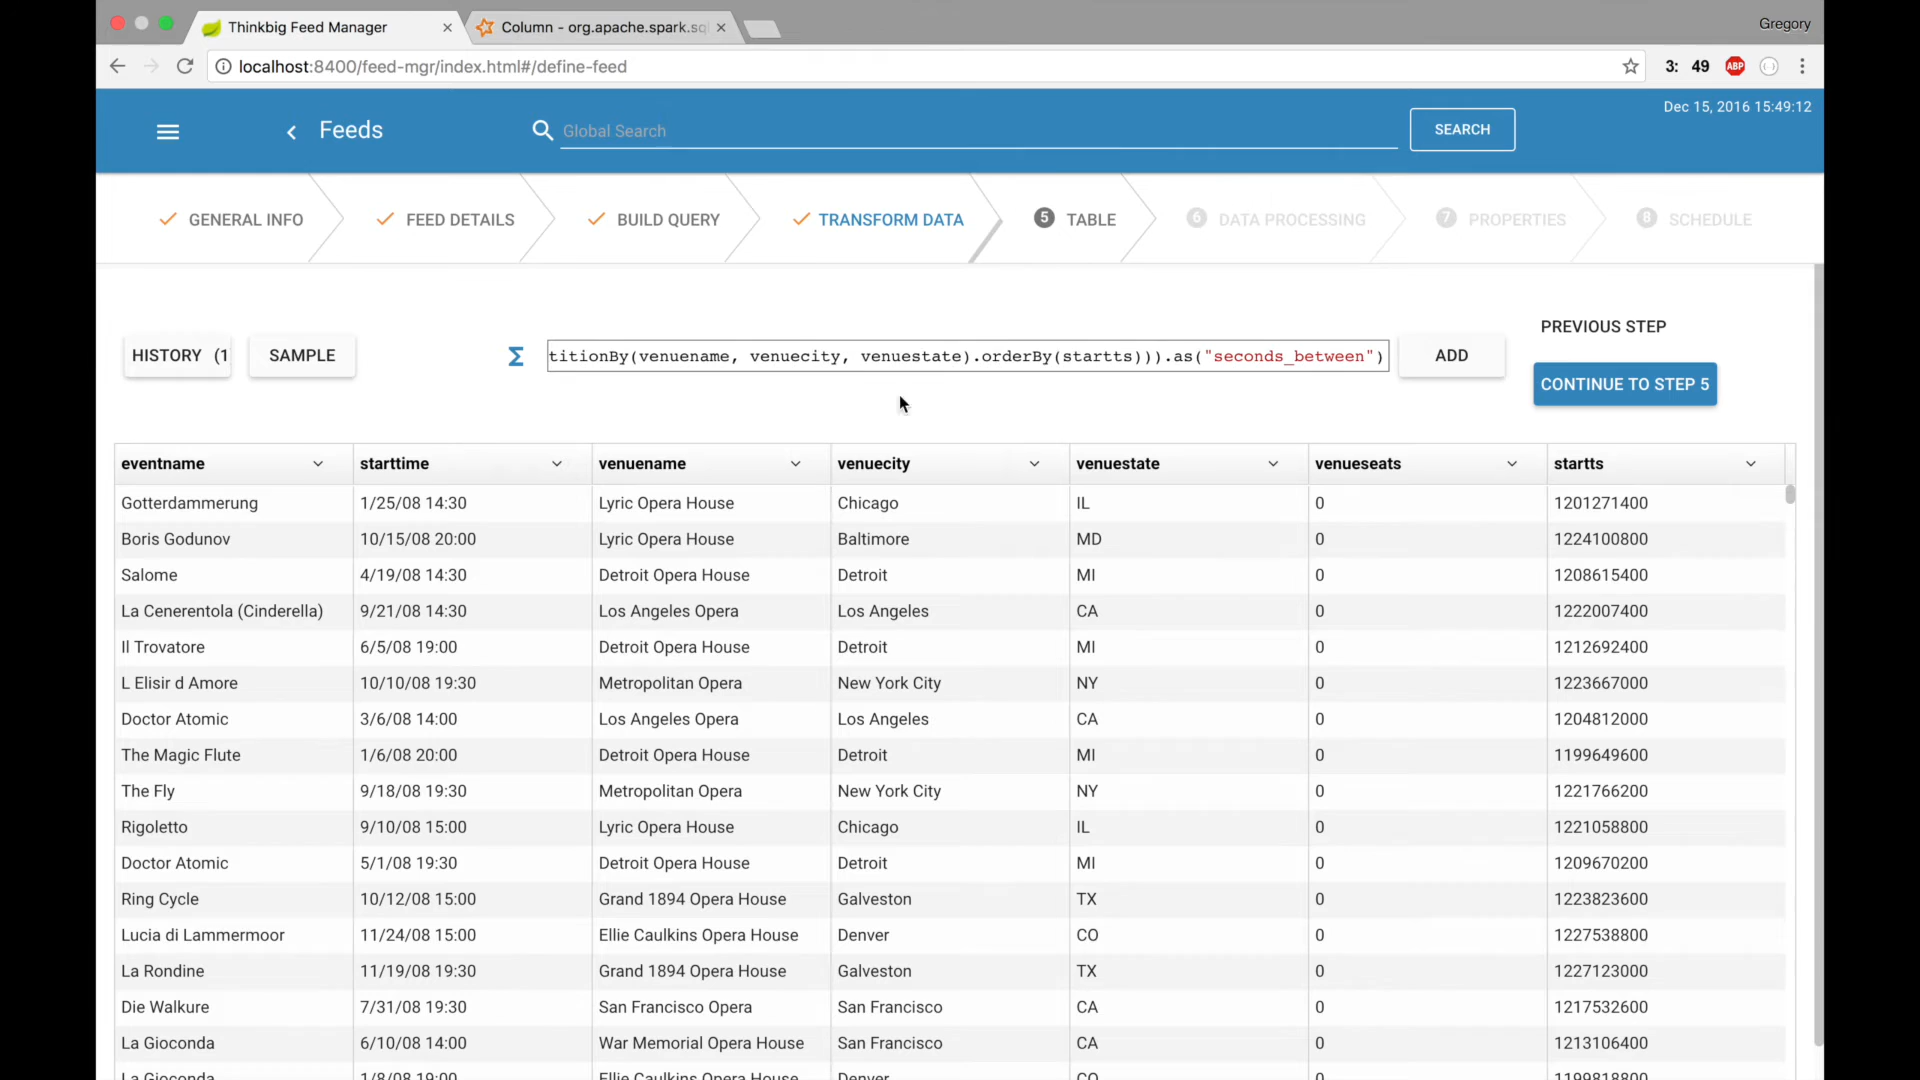 Thinkbig Feed Manager
Column - org.apache.spark.sq
Gregory
localhost:8400/feed-mgr/index.html#/define-feed
3: 49 ABP
Dec 15, 2016 15:49:12
Feeds
Global Search
SEARCH
GENERAL INFO
FEED DETAILS
BUILD QUERY
TRANSFORM DATA
5 TABLE
6 DATA PROCESSING
7 PROPERTIES
8 SCHEDULE
PREVIOUS STEP
HISTORY (1
SAMPLE
Σ
titionBy(venuename, venuecity, venuestate).orderBy(startts))).as("seconds_between")
ADD
CONTINUE TO STEP 5
eventname starttime venuename venuecity venuestate venueseats startts
Gotterdammerung 1/25/08 14:30 Lyric Opera House Chicago IL 0 1201271400
Boris Godunov 10/15/08 20:00 Lyric Opera House Baltimore MD 0 1224100800
Salome 4/19/08 14:30 Detroit Opera House Detroit MI 0 1208615400
La Cenerentola (Cinderella) 9/21/08 14:30 Los Angeles Opera Los Angeles CA 0 1222007400
Il Trovatore 6/5/08 19:00 Detroit Opera House Detroit MI 0 1212692400
L Elisir d Amore 10/10/08 19:30 Metropolitan Opera New York City NY 0 1223667000
Doctor Atomic 3/6/08 14:00 Los Angeles Opera Los Angeles CA 0 1204812000
The Magic Flute 1/6/08 20:00 Detroit Opera House Detroit MI 0 1199649600
The Fly 9/18/08 19:30 Metropolitan Opera New York City NY 0 1221766200
Rigoletto 9/10/08 15:00 Lyric Opera House Chicago IL 0 1221058800
Doctor Atomic 5/1/08 19:30 Detroit Opera House Detroit MI 0 1209670200
Ring Cycle 10/12/08 15:00 Grand 1894 Opera House Galveston TX 0 1223823600
Lucia di Lammermoor 11/24/08 15:00 Ellie Caulkins Opera House Denver CO 0 1227538800
La Rondine 11/19/08 19:30 Grand 1894 Opera House Galveston TX 0 1227123000
Die Walkure 7/31/08 19:30 San Francisco Opera San Francisco CA 0 1217532600
La Gioconda 6/10/08 14:00 War Memorial Opera House San Francisco CA 0 1213106400
La Gioconda 1/8/08 19:00 Ellie Caulkins Opera House Denver CO 0 1199818800